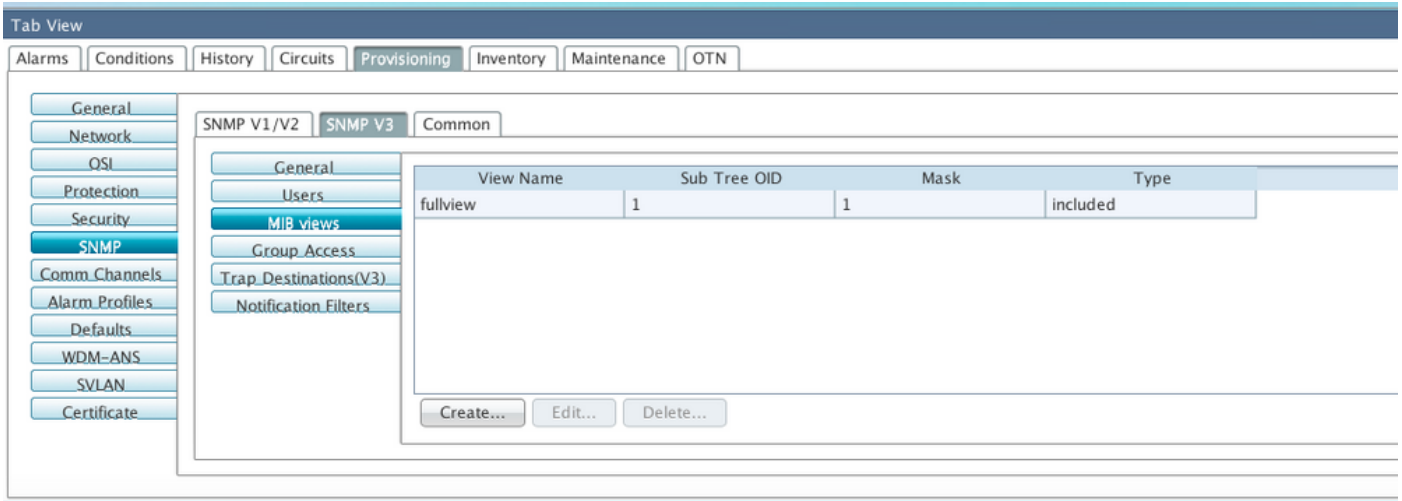 Tab View
Alarms Conditions History Circuits Provisioning Inventory Maintenance OTN
General
Network
OSI
Protection
Security
SNMP
Comm Channels
Alarm Profiles
Defaults
WDM-ANS
SVLAN
Certificate
SNMP V1/V2 SNMP V3 Common
General
Users
MIB views
Group Access
Trap Destinations(V3)
Notification Filters
View Name Sub Tree OID Mask Type
fullview 1 1 included
Create... Edit... Delete...